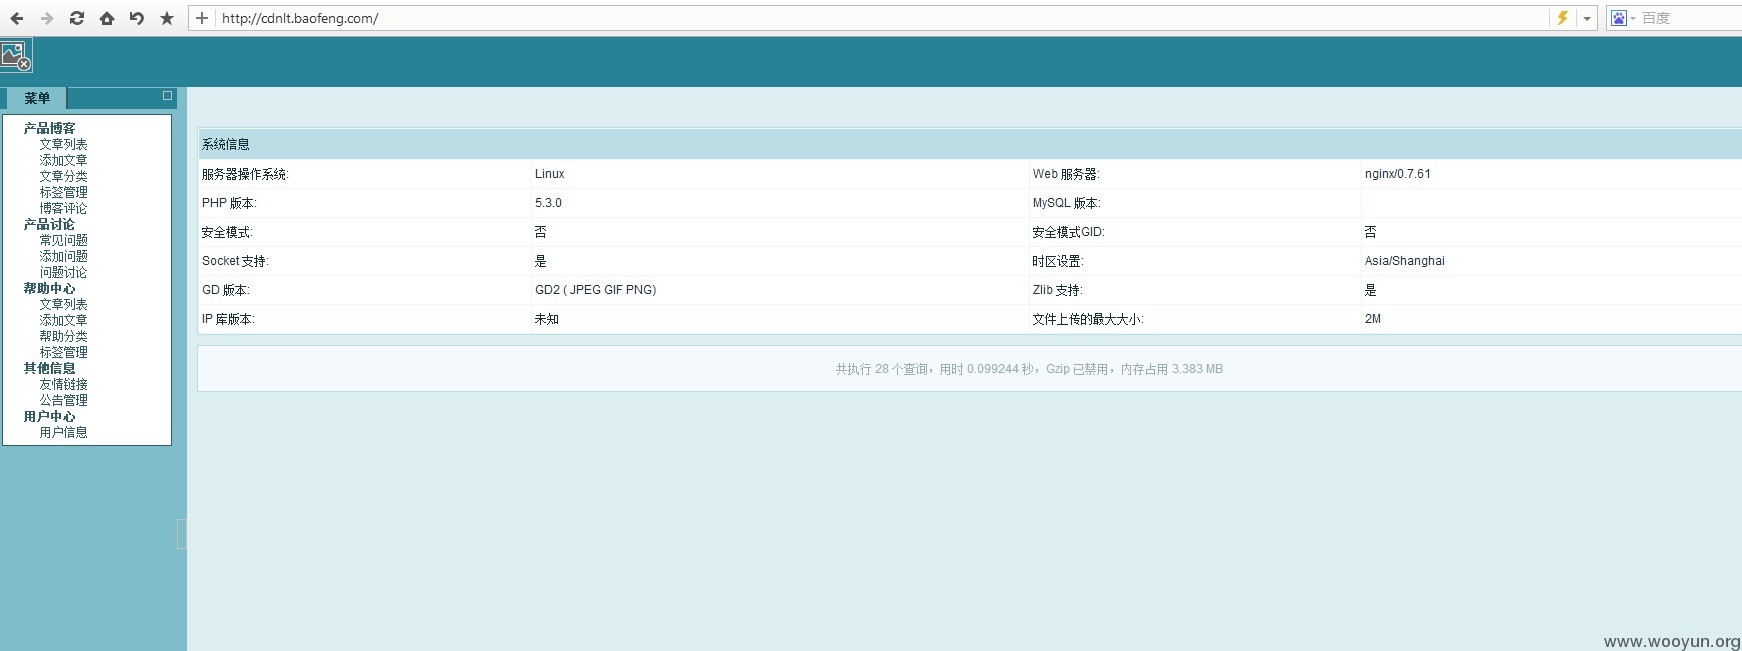 http://cdnlt.baofeng.com/
百度
菜单
产品博客
文章列表
添加文章
文章分类
标签管理
博客评论
产品讨论
常见问题
添加问题
问题讨论
帮助中心
文章列表
添加文章
帮助分类
标签管理
其他信息
友情链接
公告管理
用户中心
用户信息
系统信息
服务器操作系统: Linux Web 服务器: nginx/0.7.61
PHP 版本: 5.3.0 MySQL 版本:
安全模式: 否 安全模式GID: 否
Socket 支持: 是 时区设置: Asia/Shanghai
GD 版本: GD2 ( JPEG GIF PNG) Zlib 支持: 是
IP 库版本: 未知 文件上传的最大大小: 2M
共执行 28 个查询，用时 0.099244 秒，Gzip 已禁用，内存占用 3.383 MB
www.wooyun.org